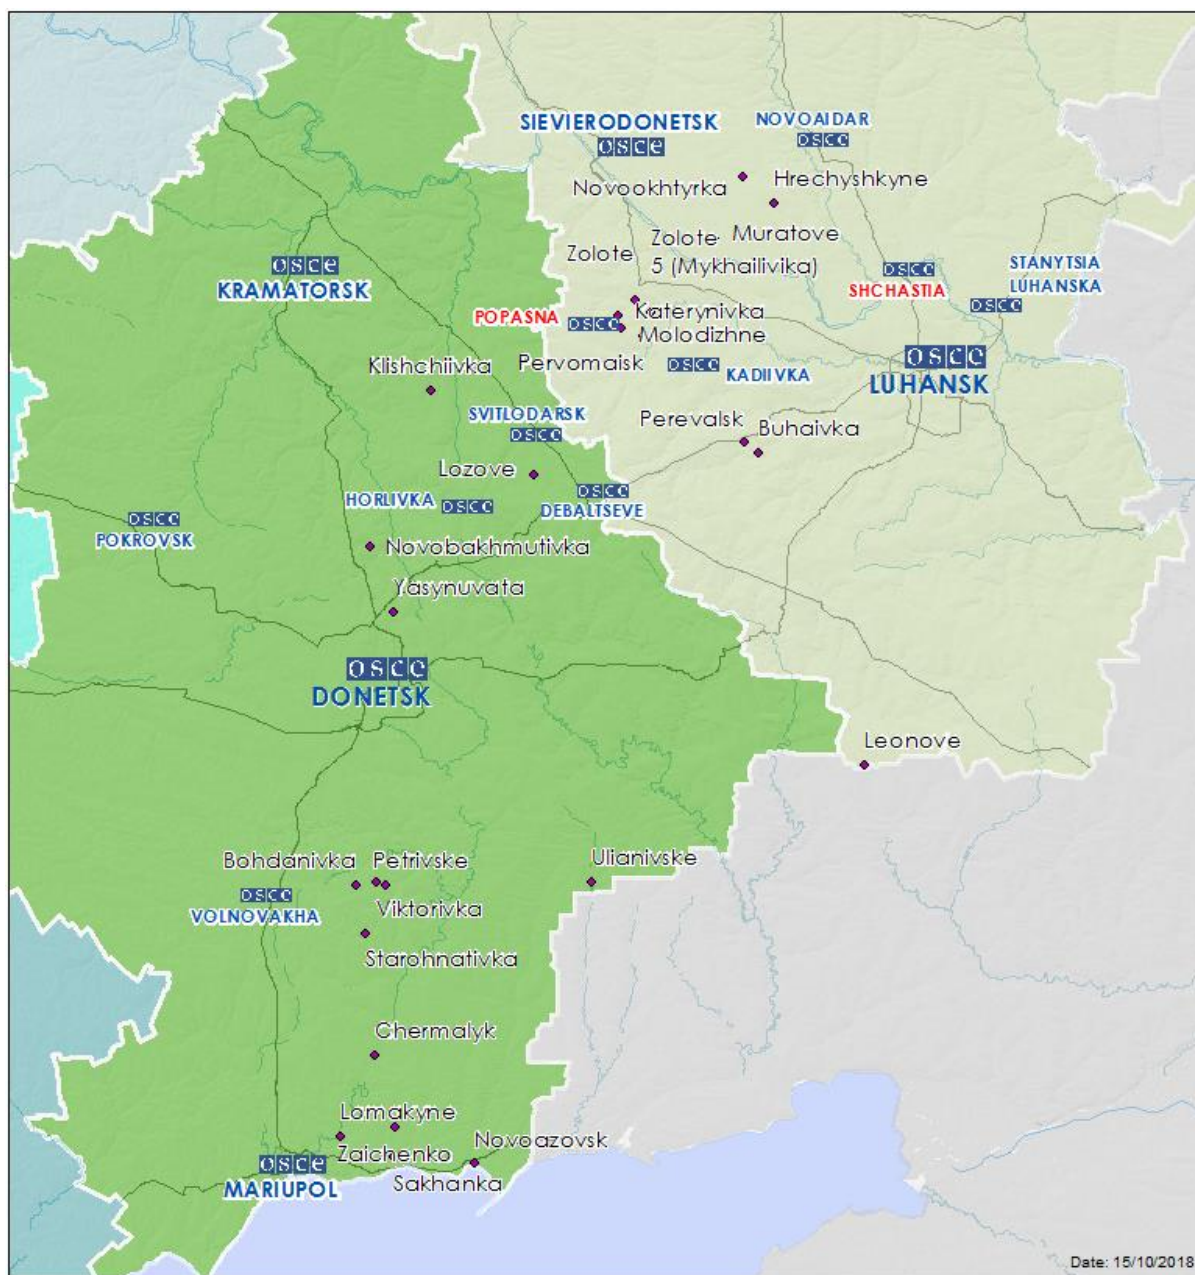 NOVOAIDAR
SIEVIERODONETSK
osce
osce
Novookhtyrka
Hrechyshkyne
Zolote
Zolote
5 (Mykhailivika)
Muratove
osce
KRAMATORSK
osce
SHCHASTIA
STANYTSIA
LUHANSKA
osce
POPASNA
osce
Katerynivka
Molodizhne
Pervomaisk
osce
KADIIVKA
osce
LUHANSK
Klishchiivka
SVITLODARSK
osce
Perevalsk
Buhaivka
Lozove
HORLIVKA
osce
osce
DEBALTSEVE
osce
POKROVSK
Novobakhmutivka
Yasynuvata
osce
DONETSK
Leonove
Bohdanivka
Petrivske
Ulianivske
osce
VOLNOVAKHA
Viktorivka
Starohnativka
Chermalyk
Lomakyne
Zaichenko
Novoazovsk
Sakhanka
osce
MARIUPOL
Date: 15/10/2018